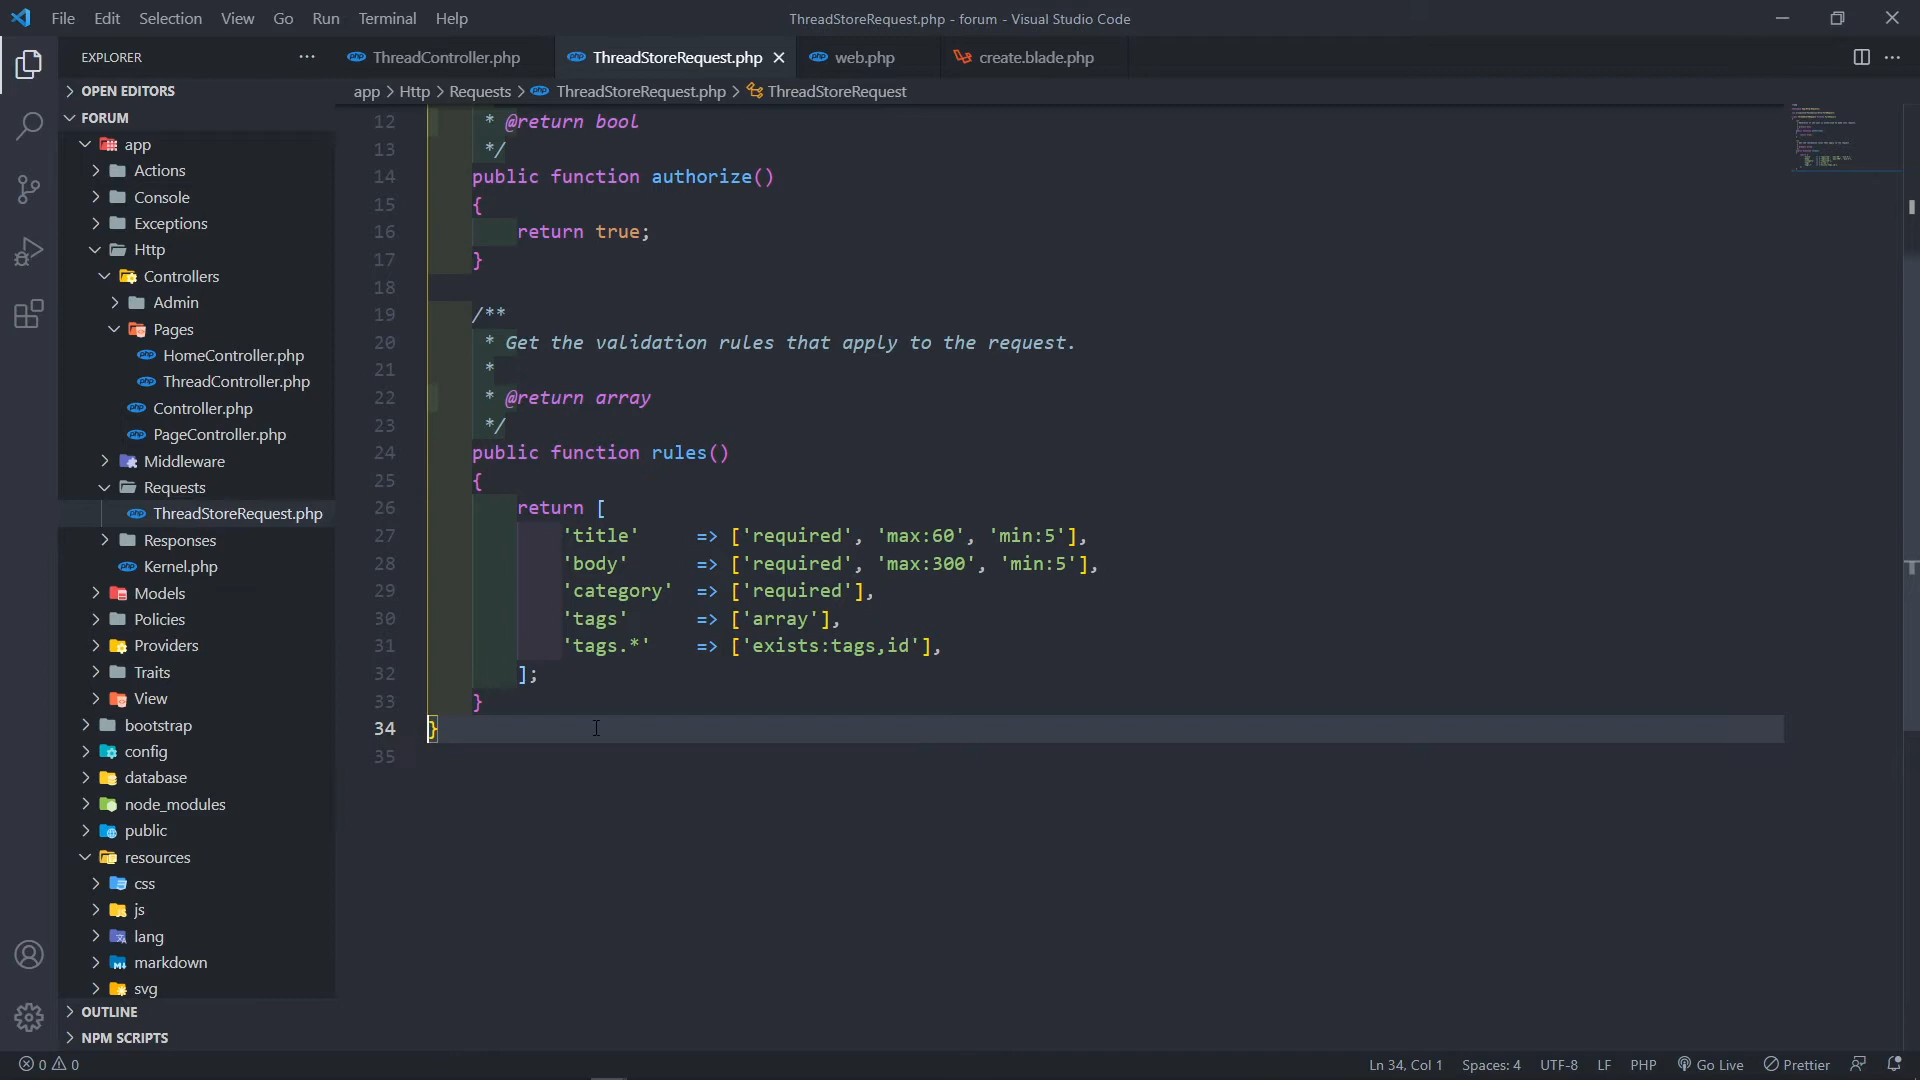 File Edit Selection View Go Run Terminal Help
ThreadStoreRequest.php - forum - Visual Studio Code
EXPLORER
ThreadController.php
ThreadStoreRequest.php
web.php
create.blade.php
OPEN EDITORS
app > Http > Requests > ThreadStoreRequest.php > ThreadStoreRequest
FORUM
app
Actions
Console
Exceptions
Http
Controllers
Admin
Pages
HomeController.php
ThreadController.php
Controller.php
PageController.php
Middleware
Requests
ThreadStoreRequest.php
Responses
Kernel.php
Models
Policies
Providers
Traits
View
bootstrap
config
database
node_modules
public
resources
css
js
lang
markdown
svg
OUTLINE
NPM SCRIPTS
12 * @return bool
13 */
14 public function authorize()
15 {
16 return true;
17 }
18
19 /**
20 * Get the validation rules that apply to the request.
21 *
22 * @return array
23 */
24 public function rules()
25 {
26 return [
27 'title' => ['required', 'max:60', 'min:5'],
28 'body' => ['required', 'max:300', 'min:5'],
29 'category' => ['required'],
30 'tags' => ['array'],
31 'tags.*' => ['exists:tags,id'],
32 ];
33 }
34 }
35
0 0
Ln 34, Col 1 Spaces: 4 UTF-8 LF PHP Go Live Prettier